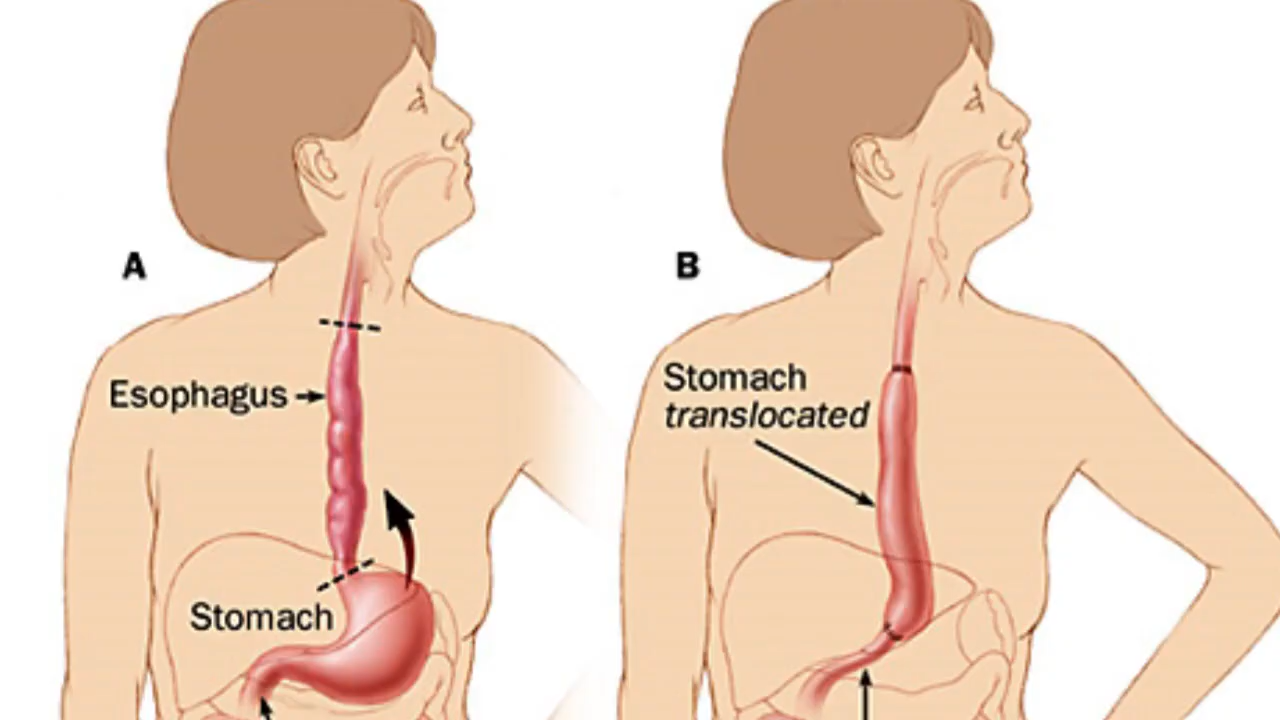 A
Esophagus
Stomach
B
Stomach
translocated